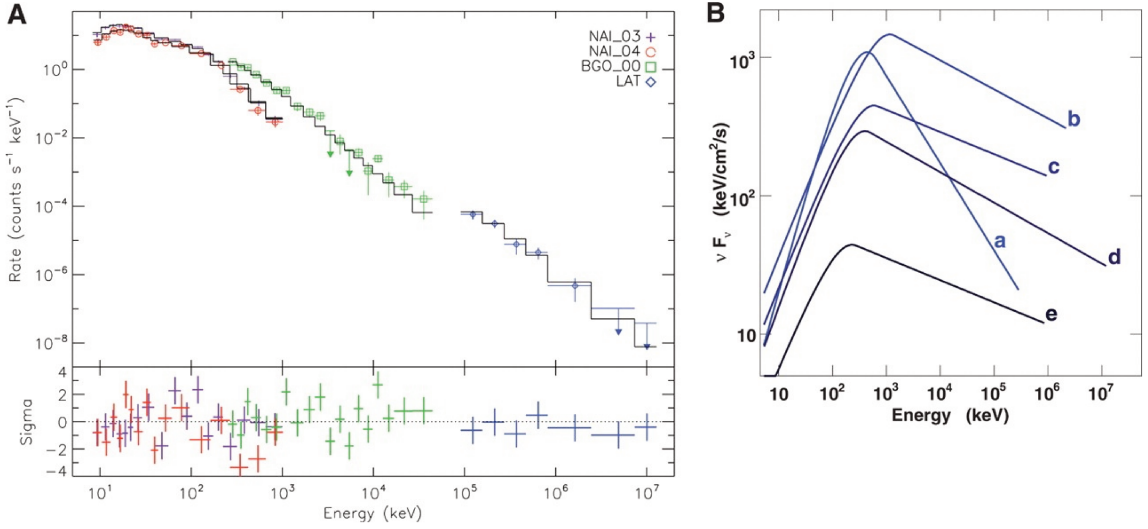 A
NAI_03 +
NAI_04 ○
BGO_00 □
LAT ◇
Rate (counts s⁻¹ keV⁻¹)
10⁰
10⁻²
10⁻⁴
10⁻⁶
10⁻⁸
Sigma
4
2
0
-2
-4
10¹ 10² 10³ 10⁴ 10⁵ 10⁶ 10⁷
Energy (keV)
B
ν Fν (keV/cm²/s)
10³
10²
10
b
c
a
d
e
10 10² 10³ 10⁴ 10⁵ 10⁶ 10⁷
Energy (keV)